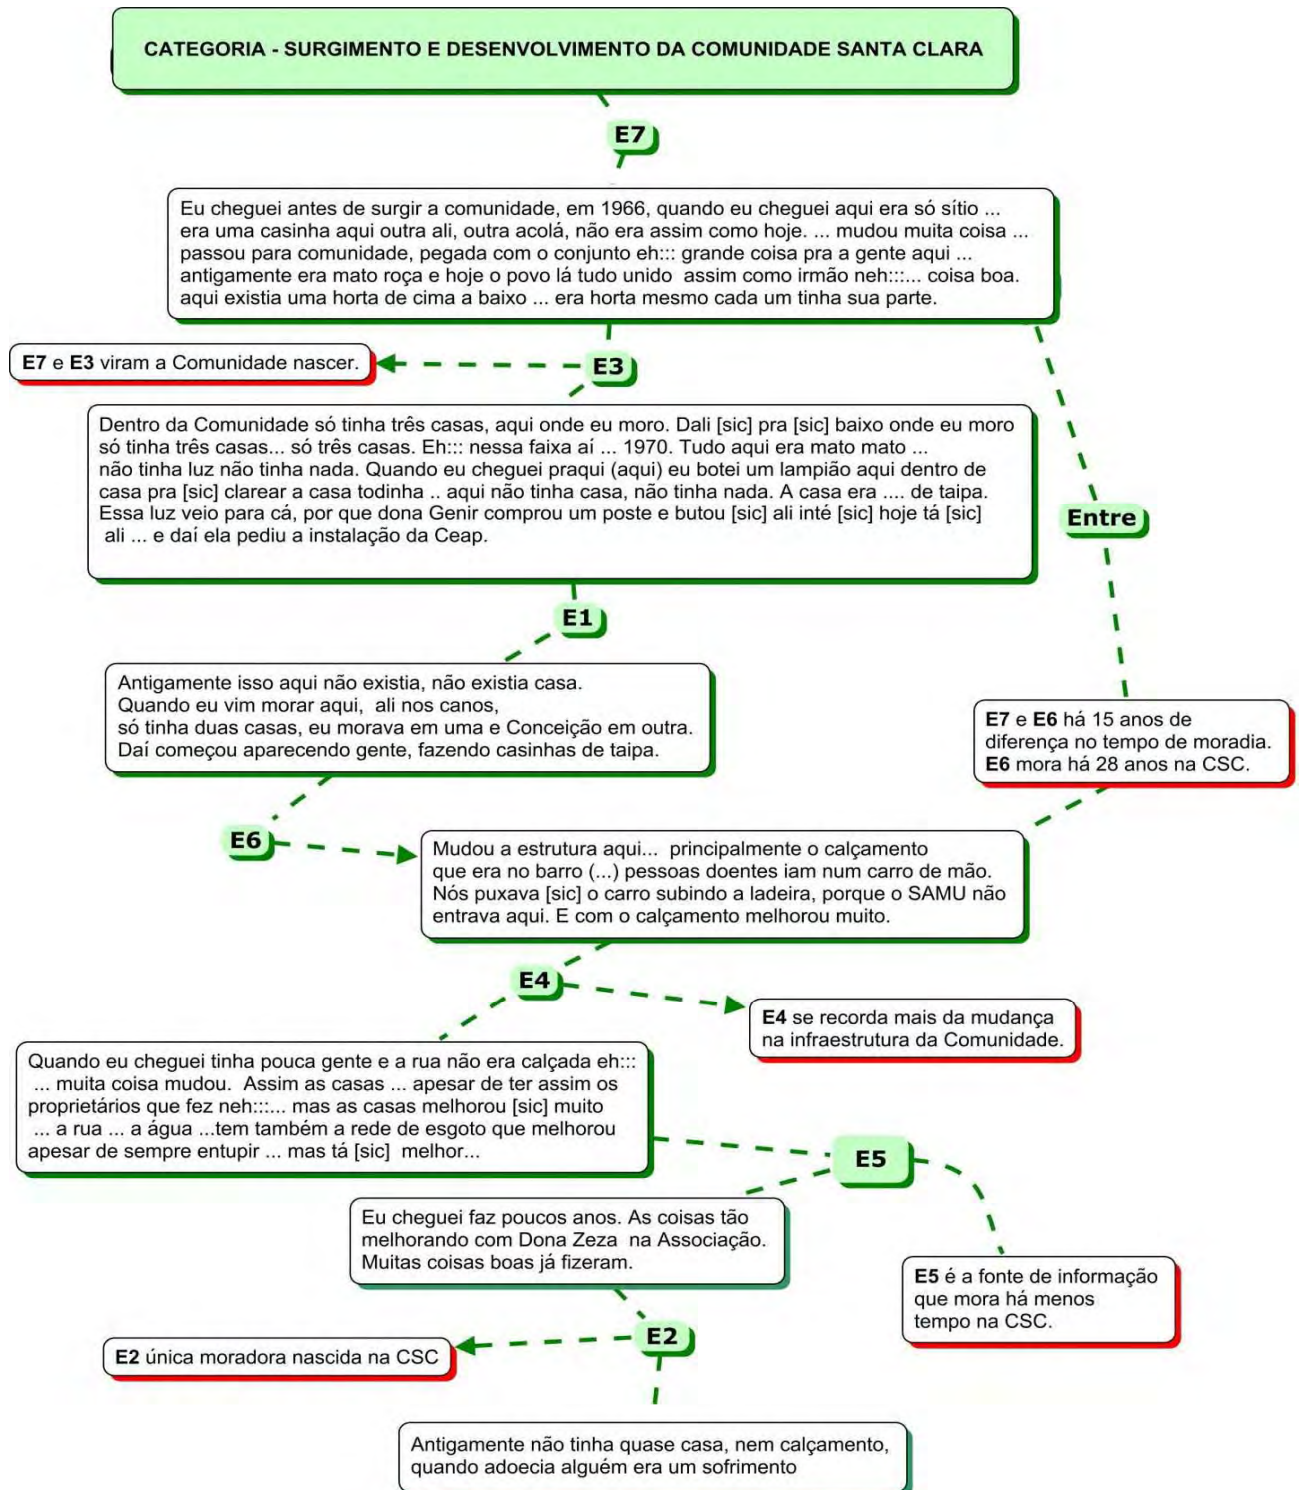 CATEGORIA - SURGIMENTO E DESENVOLVIMENTO DA COMUNIDADE SANTA CLARA
E7
Eu cheguei antes de surgir a comunidade, em 1966, quando eu cheguei aqui era só sítio ...
era uma casinha aqui outra ali, outra acolá, não era assim como hoje. ... mudou muita coisa ...
passou para comunidade, pegada com o conjunto eh::: grande coisa pra a gente aqui ...
antigamente era mato roça e hoje o povo lá tudo unido assim como irmão neh:::... coisa boa.
aqui existia uma horta de cima a baixo ... era horta mesmo cada um tinha sua parte.
E7 e E3 viram a Comunidade nascer.
E3
Dentro da Comunidade só tinha três casas, aqui onde eu moro. Dali [sic] pra [sic] baixo onde eu moro
só tinha três casas... só três casas. Eh::: nessa faixa aí ... 1970. Tudo aqui era mato mato ...
não tinha luz não tinha nada. Quando eu cheguei praqui (aqui) eu botei um lampião aqui dentro de
casa pra [sic] clarear a casa todinha .. aqui não tinha casa, não tinha nada. A casa era .... de taipa.
Essa luz veio para cá, por que dona Genir comprou um poste e butou [sic] ali inté [sic] hoje tá [sic]
ali ... e daí ela pediu a instalação da Ceap.
Entre
E1
Antigamente isso aqui não existia, não existia casa.
Quando eu vim morar aqui, ali nos canos,
só tinha duas casas, eu morava em uma e Conceição em outra.
Daí começou aparecendo gente, fazendo casinhas de taipa.
E7 e E6 há 15 anos de
diferença no tempo de moradia.
E6 mora há 28 anos na CSC.
E6
Mudou a estrutura aqui... principalmente o calçamento
que era no barro (...) pessoas doentes iam num carro de mão.
Nós puxava [sic] o carro subindo a ladeira, porque o SAMU não
entrava aqui. E com o calçamento melhorou muito.
E4
E4 se recorda mais da mudança
na infraestrutura da Comunidade.
Quando eu cheguei tinha pouca gente e a rua não era calçada eh:::
... muita coisa mudou. Assim as casas ... apesar de ter assim os
proprietários que fez neh:::... mas as casas melhorou [sic] muito
... a rua ... a água ...tem também a rede de esgoto que melhorou
apesar de sempre entupir ... mas tá [sic] melhor...
E5
Eu cheguei faz poucos anos. As coisas tão
melhorando com Dona Zeza na Associação.
Muitas coisas boas já fizeram.
E5 é a fonte de informação
que mora há menos
tempo na CSC.
E2
E2 única moradora nascida na CSC
Antigamente não tinha quase casa, nem calçamento,
quando adoecia alguém era um sofrimento